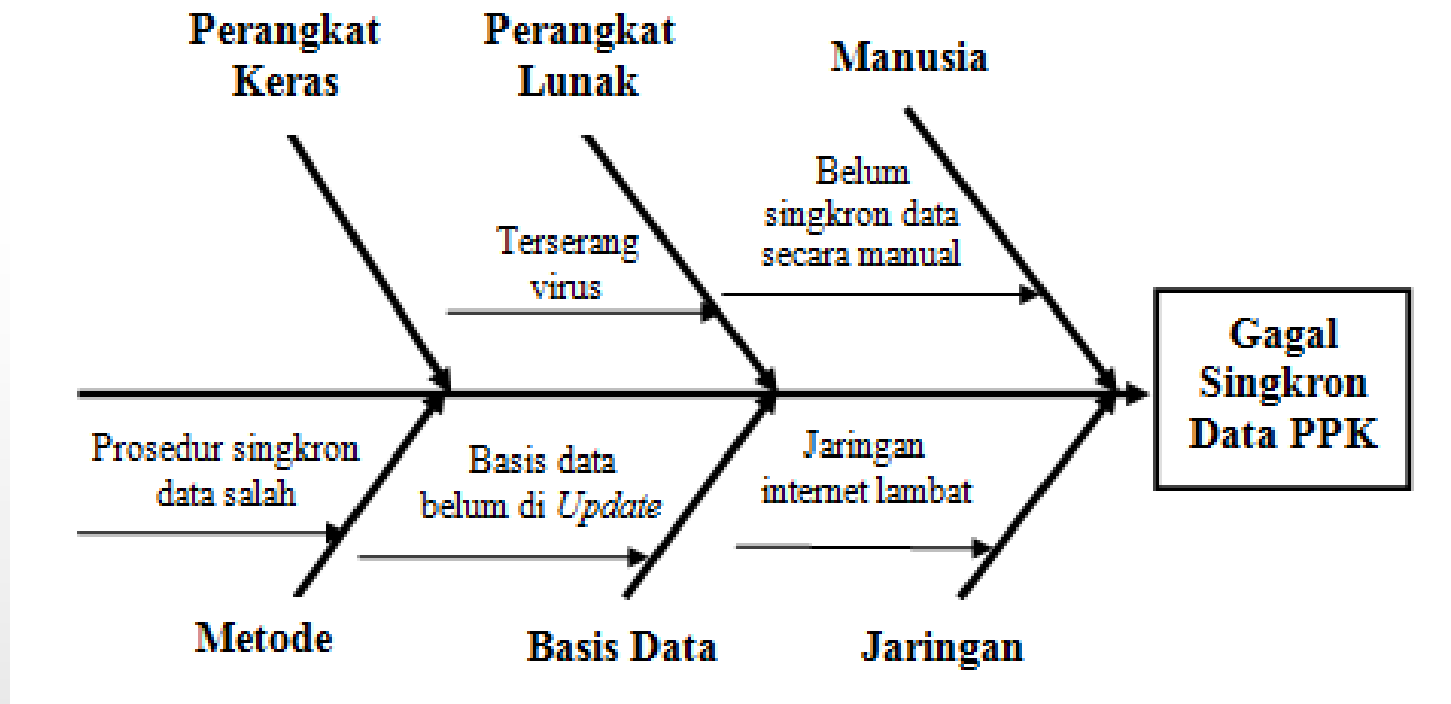 Perangkat
Keras
Perangkat
Lunak
Manusia
Belum
singkron data
secara manual
Terserang
virus
Gagal
Singkron
Data PPK
Prosedur singkron
data salah
Basis data
belum di Update
Jaringan
internet lambat
Metode
Basis Data
Jaringan